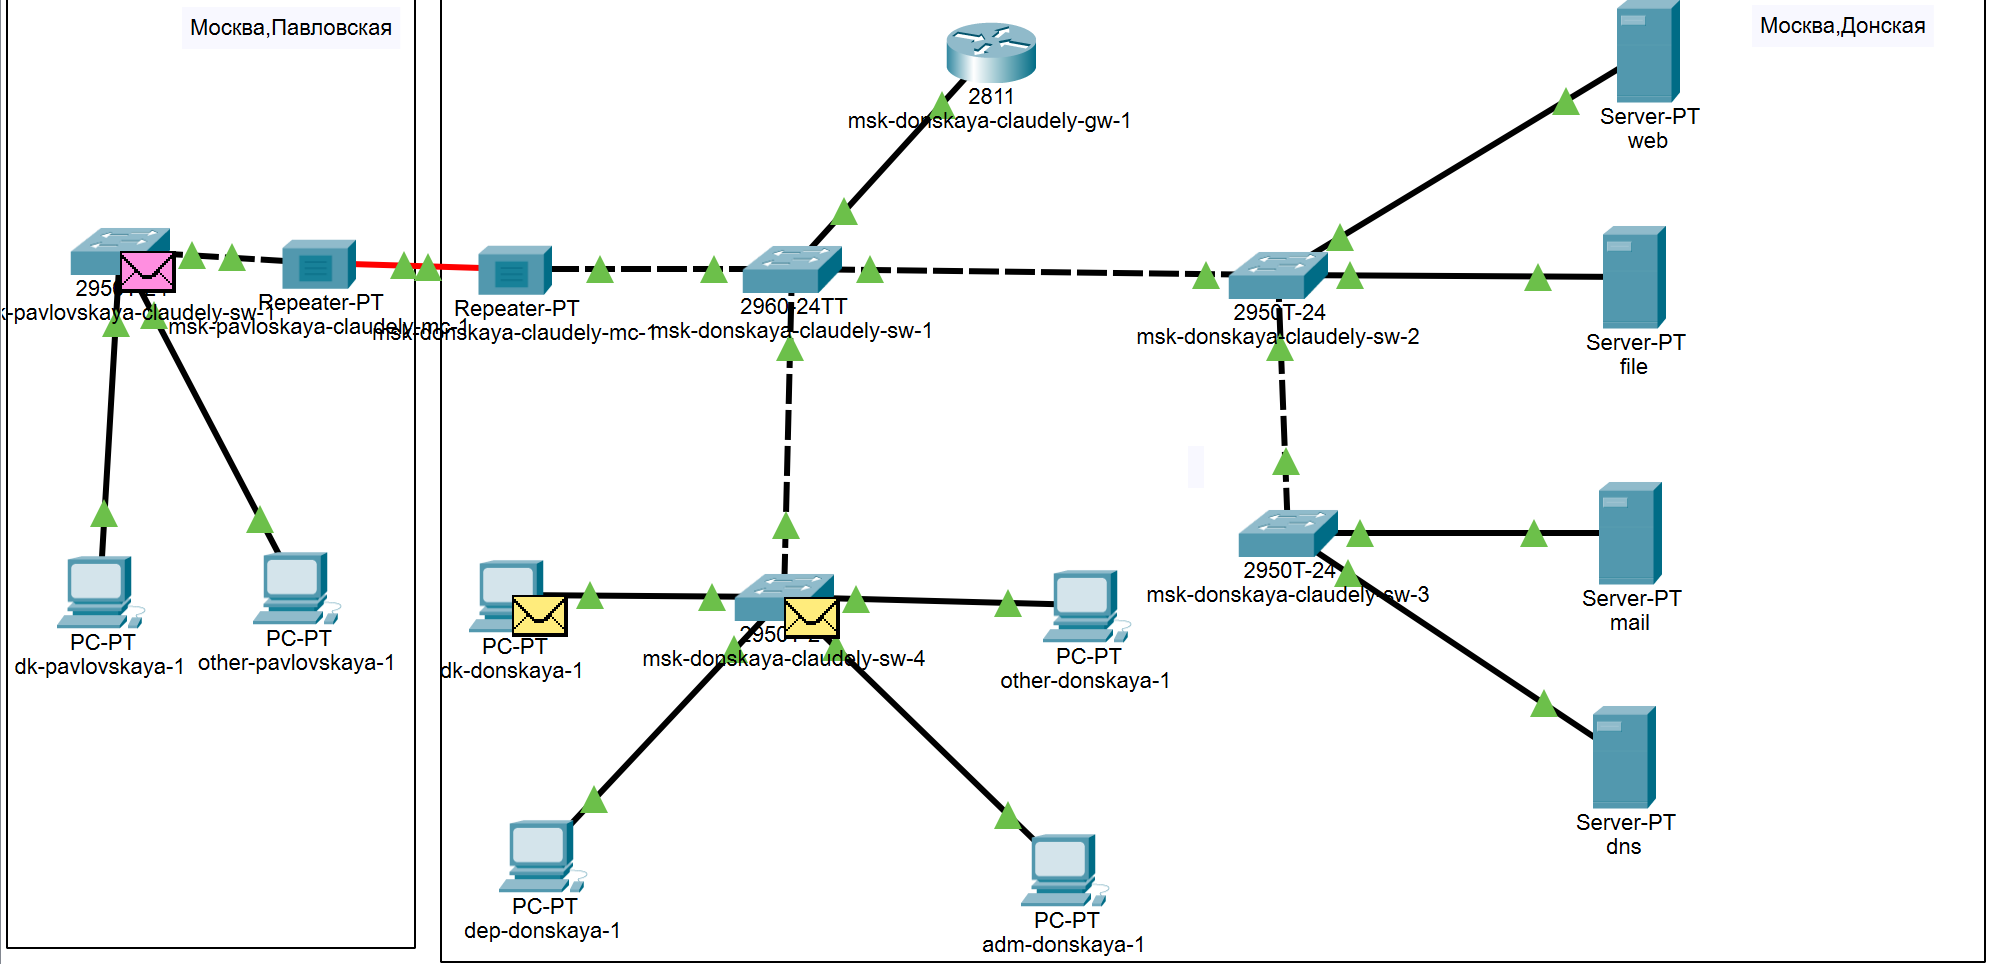 Москва,Павловская
Москва,Донская
2811
msk-donskaya-claudely-gw-1
Server-PT
web
k-pavlovskaya-claudely-sw-1
Repeater-PT
msk-pavloskaya-claudely-mc-1
Repeater-PT
msk-donskaya-claudely-mc-1
2960-24TT
msk-donskaya-claudely-sw-1
2950T-24
msk-donskaya-claudely-sw-2
Server-PT
file
PC-PT
dk-pavlovskaya-1
PC-PT
other-pavlovskaya-1
PC-PT
dk-donskaya-1
msk-donskaya-claudely-sw-4
PC-PT
other-donskaya-1
2950T-24
msk-donskaya-claudely-sw-3
Server-PT
mail
Server-PT
dns
PC-PT
dep-donskaya-1
PC-PT
adm-donskaya-1